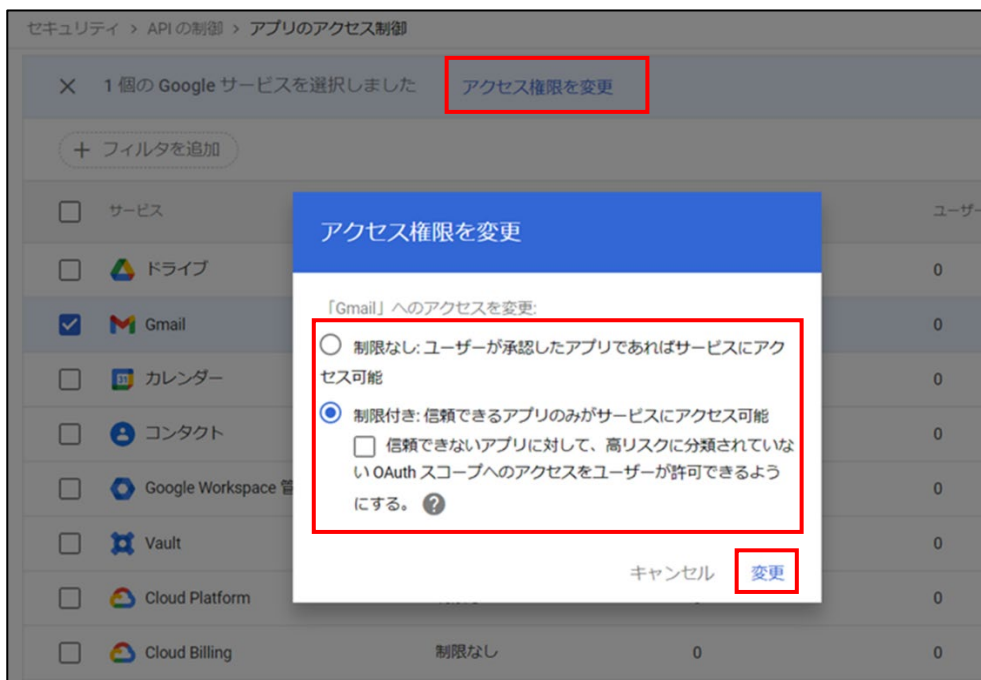 セキュリティ > API の制御 > アプリのアクセス制御
× 1 個の Google サービスを選択しました アクセス権限を変更
+ フィルタを追加
サービス ユーザー
アクセス権限を変更
ドライブ 0
「Gmail」へのアクセスを変更:
Gmail 0
制限なし: ユーザーが承認したアプリであればサービスにアク
セス可能
カレンダー 0
制限付き: 信頼できるアプリのみがサービスにアクセス可能
コンタクト 0
信頼できないアプリに対して、高リスクに分類されていな
い OAuth スコープへのアクセスをユーザーが許可できるよう
にする。 ?
Google Workspace 0
Vault 0
キャンセル 変更
Cloud Platform 0
Cloud Billing 制限なし 0 0